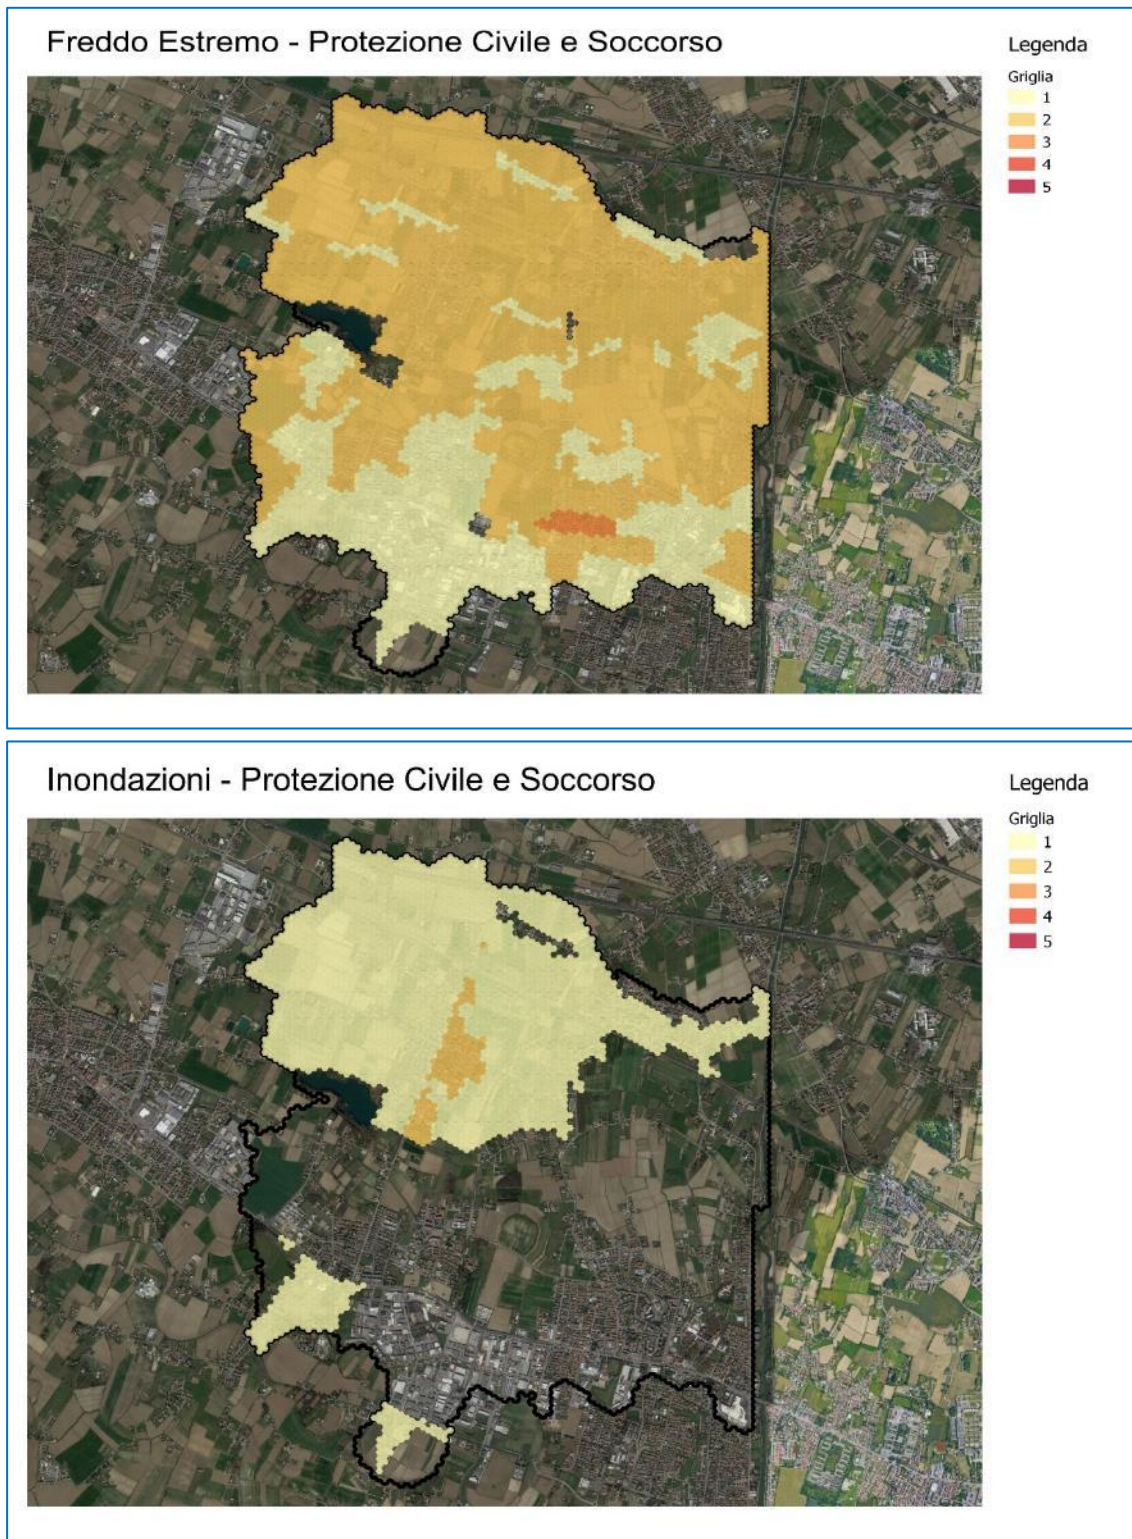 Freddo Estremo - Protezione Civile e Soccorso
Legenda
Griglia
1
2
3
4
5
Inondazioni - Protezione Civile e Soccorso
Legenda
Griglia
1
2
3
4
5